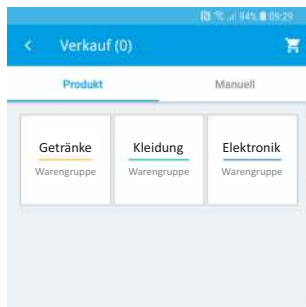 94% 09:29
Verkauf (0)
Produkt Manuell
Getränke Kleidung Elektronik
Warengruppe Warengruppe Warengruppe